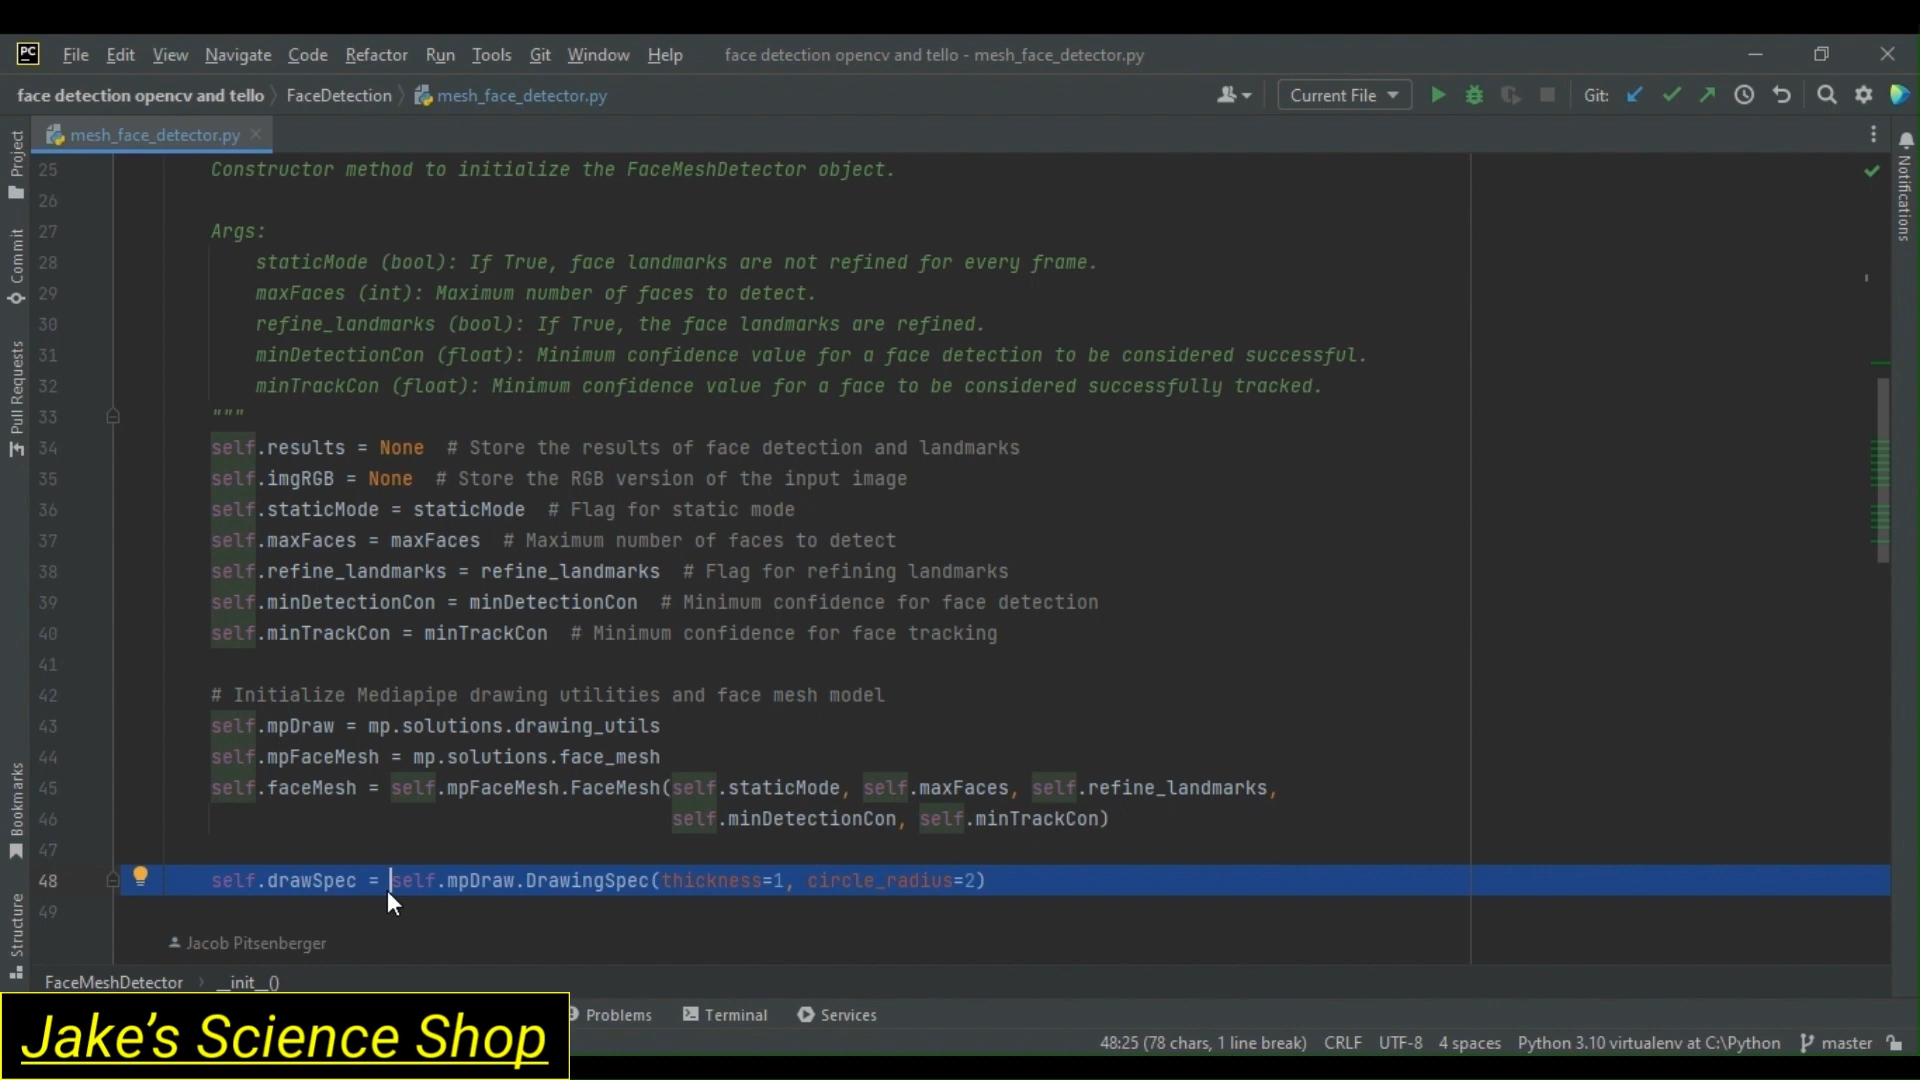 PC File Edit View Navigate Code Refactor Run Tools Git Window Help face detection opencv and tello - mesh_face_detector.py
face detection opencv and tello FaceDetection mesh_face_detector.py Current File Git:
mesh_face_detector.py
Project
Commit
Pull Requests
Bookmarks
Structure
Notifications
25 Constructor method to initialize the FaceMeshDetector object.
26
27 Args:
28 staticMode (bool): If True, face landmarks are not refined for every frame.
29 maxFaces (int): Maximum number of faces to detect.
30 refine_landmarks (bool): If True, the face landmarks are refined.
31 minDetectionCon (float): Minimum confidence value for a face detection to be considered successful.
32 minTrackCon (float): Minimum confidence value for a face to be considered successfully tracked.
33 """
34 self.results = None # Store the results of face detection and landmarks
35 self.imgRGB = None # Store the RGB version of the input image
36 self.staticMode = staticMode # Flag for static mode
37 self.maxFaces = maxFaces # Maximum number of faces to detect
38 self.refine_landmarks = refine_landmarks # Flag for refining landmarks
39 self.minDetectionCon = minDetectionCon # Minimum confidence for face detection
40 self.minTrackCon = minTrackCon # Minimum confidence for face tracking
41
42 # Initialize Mediapipe drawing utilities and face mesh model
43 self.mpDraw = mp.solutions.drawing_utils
44 self.mpFaceMesh = mp.solutions.face_mesh
45 self.faceMesh = self.mpFaceMesh.FaceMesh(self.staticMode, self.maxFaces, self.refine_landmarks,
46 self.minDetectionCon, self.minTrackCon)
47
48 self.drawSpec = self.mpDraw.DrawingSpec(thickness=1, circle_radius=2)
49
Jacob Pitsenberger
FaceMeshDetector __init__()
Problems Terminal Services
Jake's Science Shop
48:25 (78 chars, 1 line break) CRLF UTF-8 4 spaces Python 3.10 virtualenv at C:\Python master